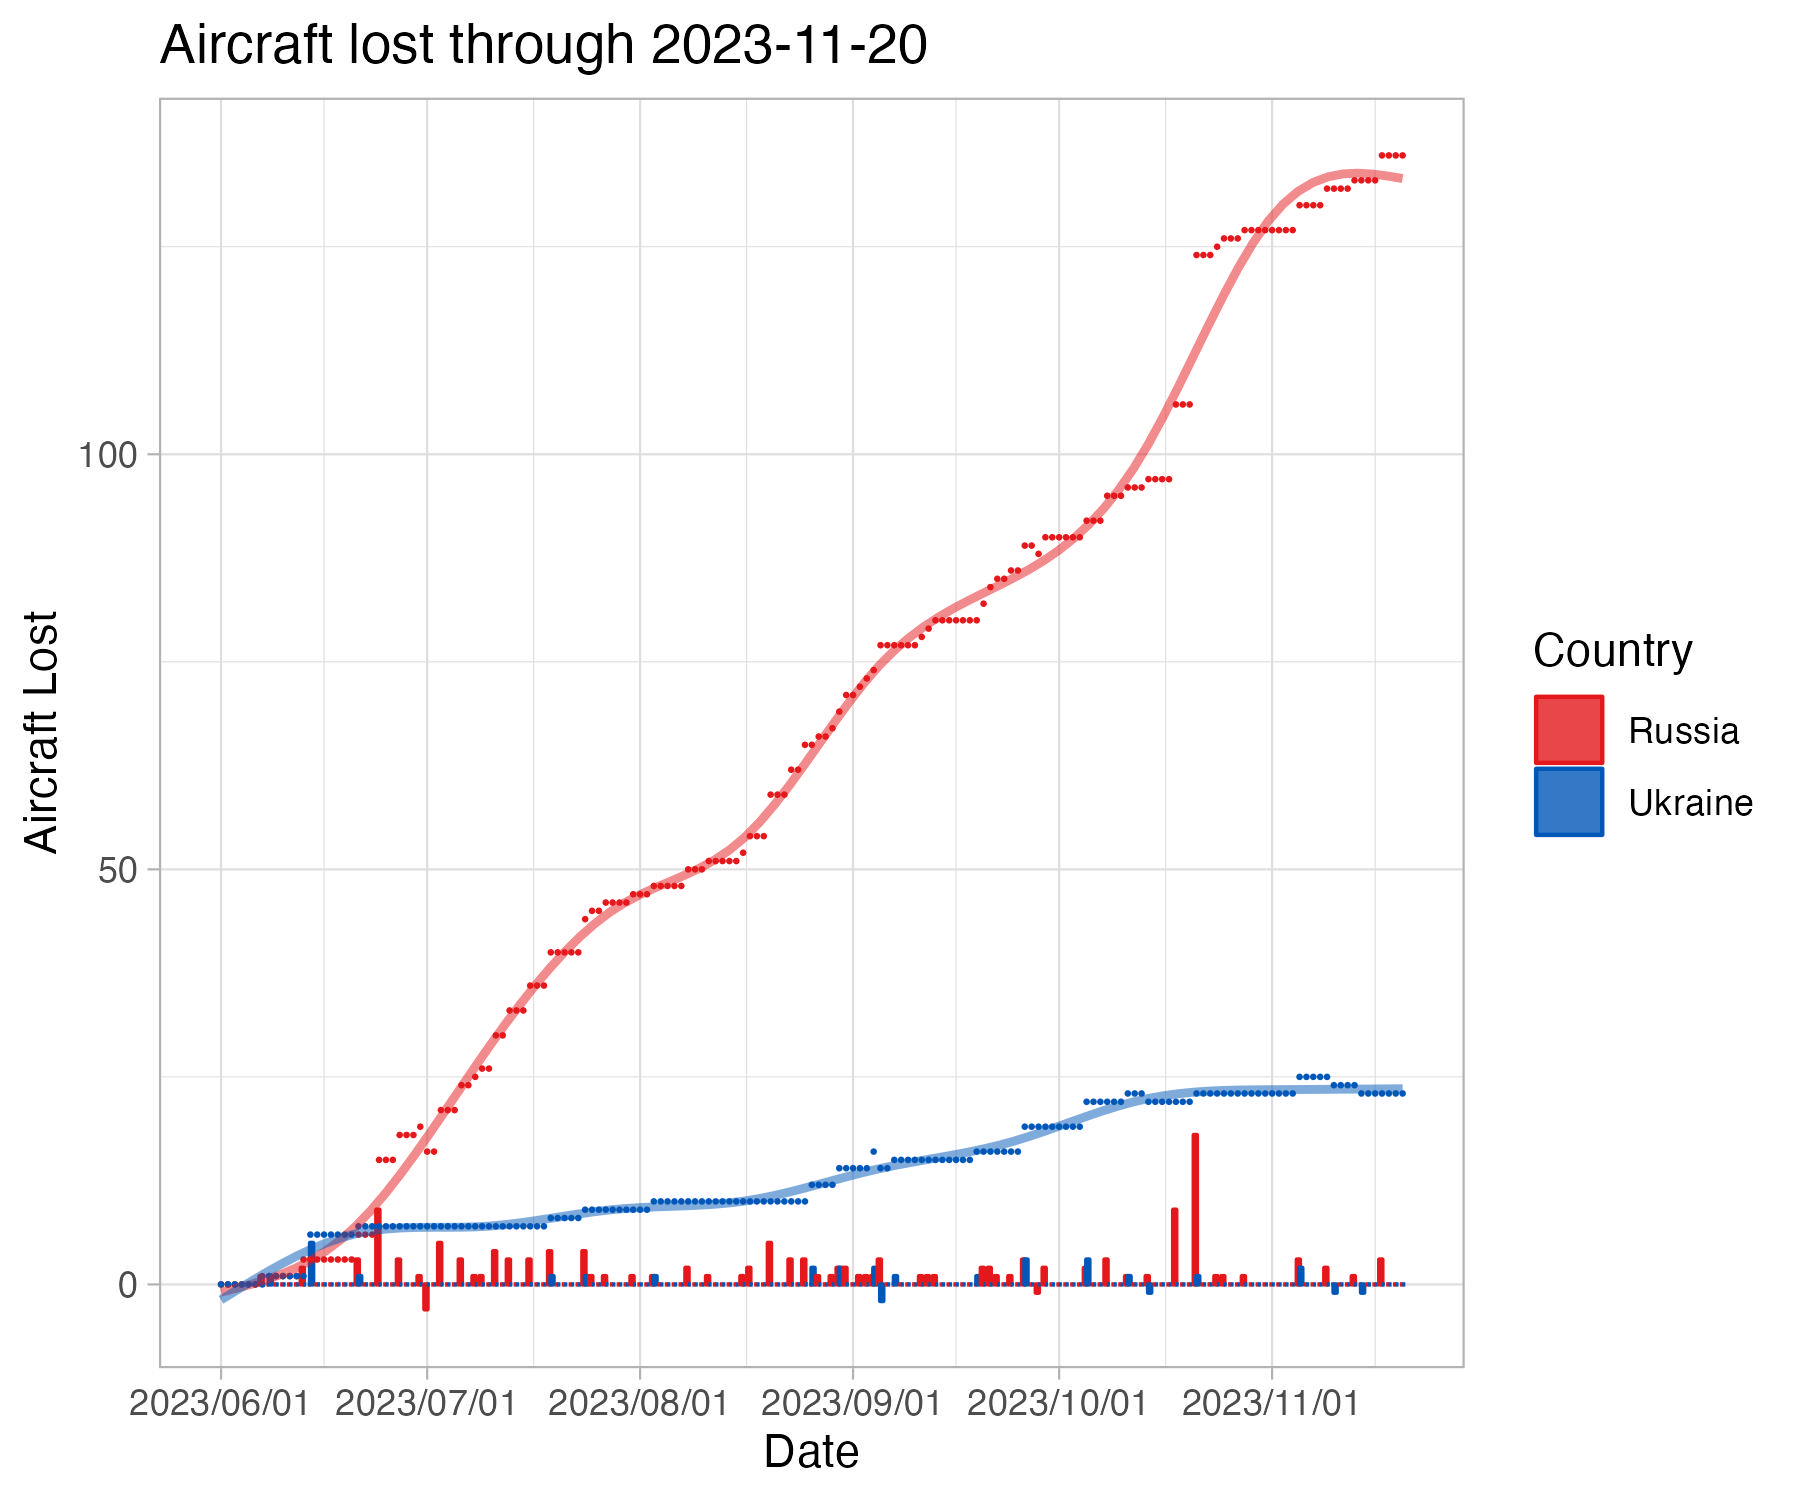 Aircraft lost through 2023-11-20
Aircraft Lost
100
50
0
2023/06/01 2023/07/01 2023/08/01 2023/09/01 2023/10/01 2023/11/01
Date
Country
Russia
Ukraine